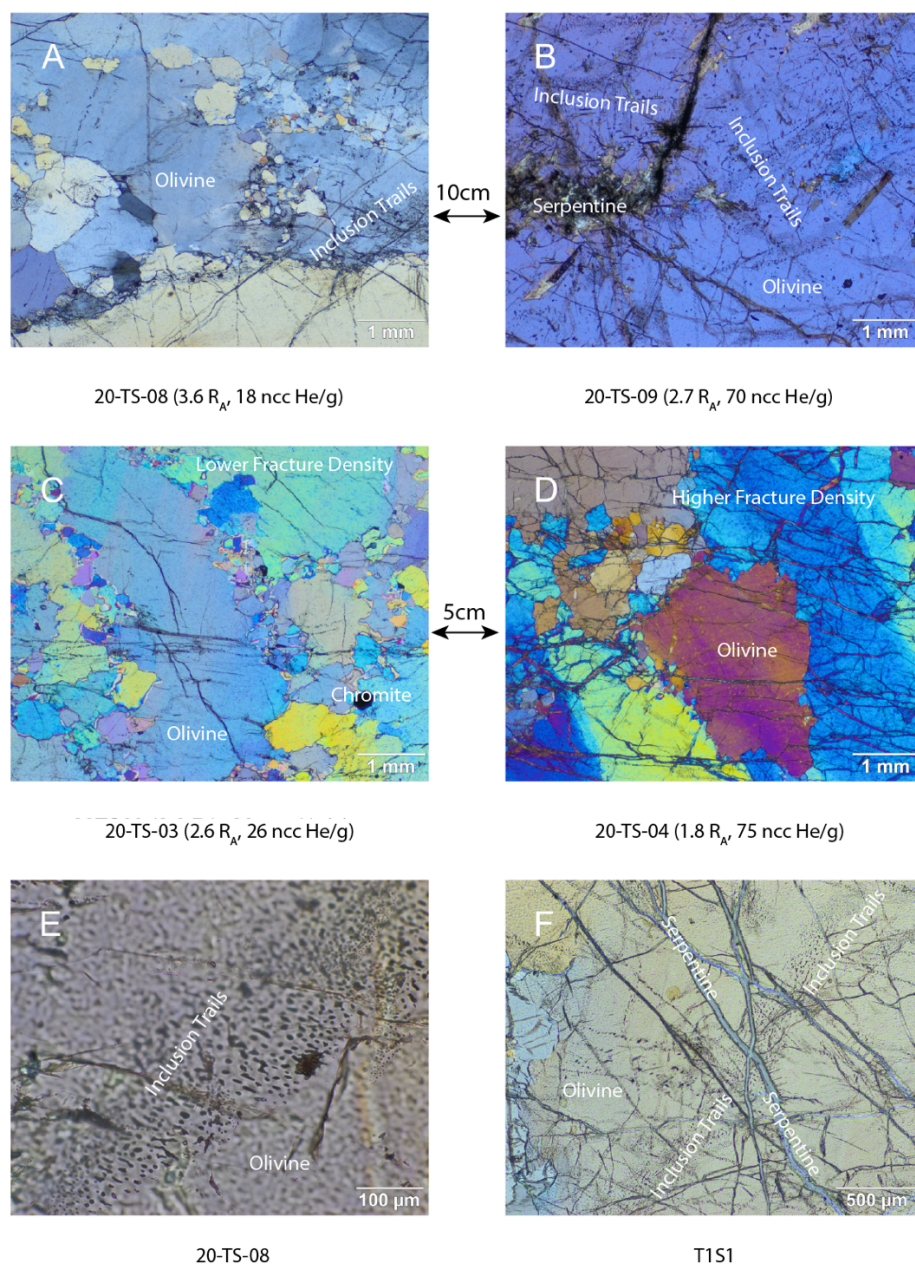 A
Olivine
Inclusion Trails
1 mm
10cm
B
Inclusion Trails
Inclusion Trails
Serpentine
Olivine
1 mm
20-TS-08 (3.6 R_A, 18 ncc He/g)
20-TS-09 (2.7 R_A, 70 ncc He/g)
C
Lower Fracture Density
Chromite
Olivine
1 mm
5cm
D
Higher Fracture Density
Olivine
1 mm
20-TS-03 (2.6 R_A, 26 ncc He/g)
20-TS-04 (1.8 R_A, 75 ncc He/g)
E
Inclusion Trails
Olivine
100 µm
F
Serpentine
Inclusion Trails
Olivine
Inclusion Trails
Serpentine
500 µm
20-TS-08
T1S1